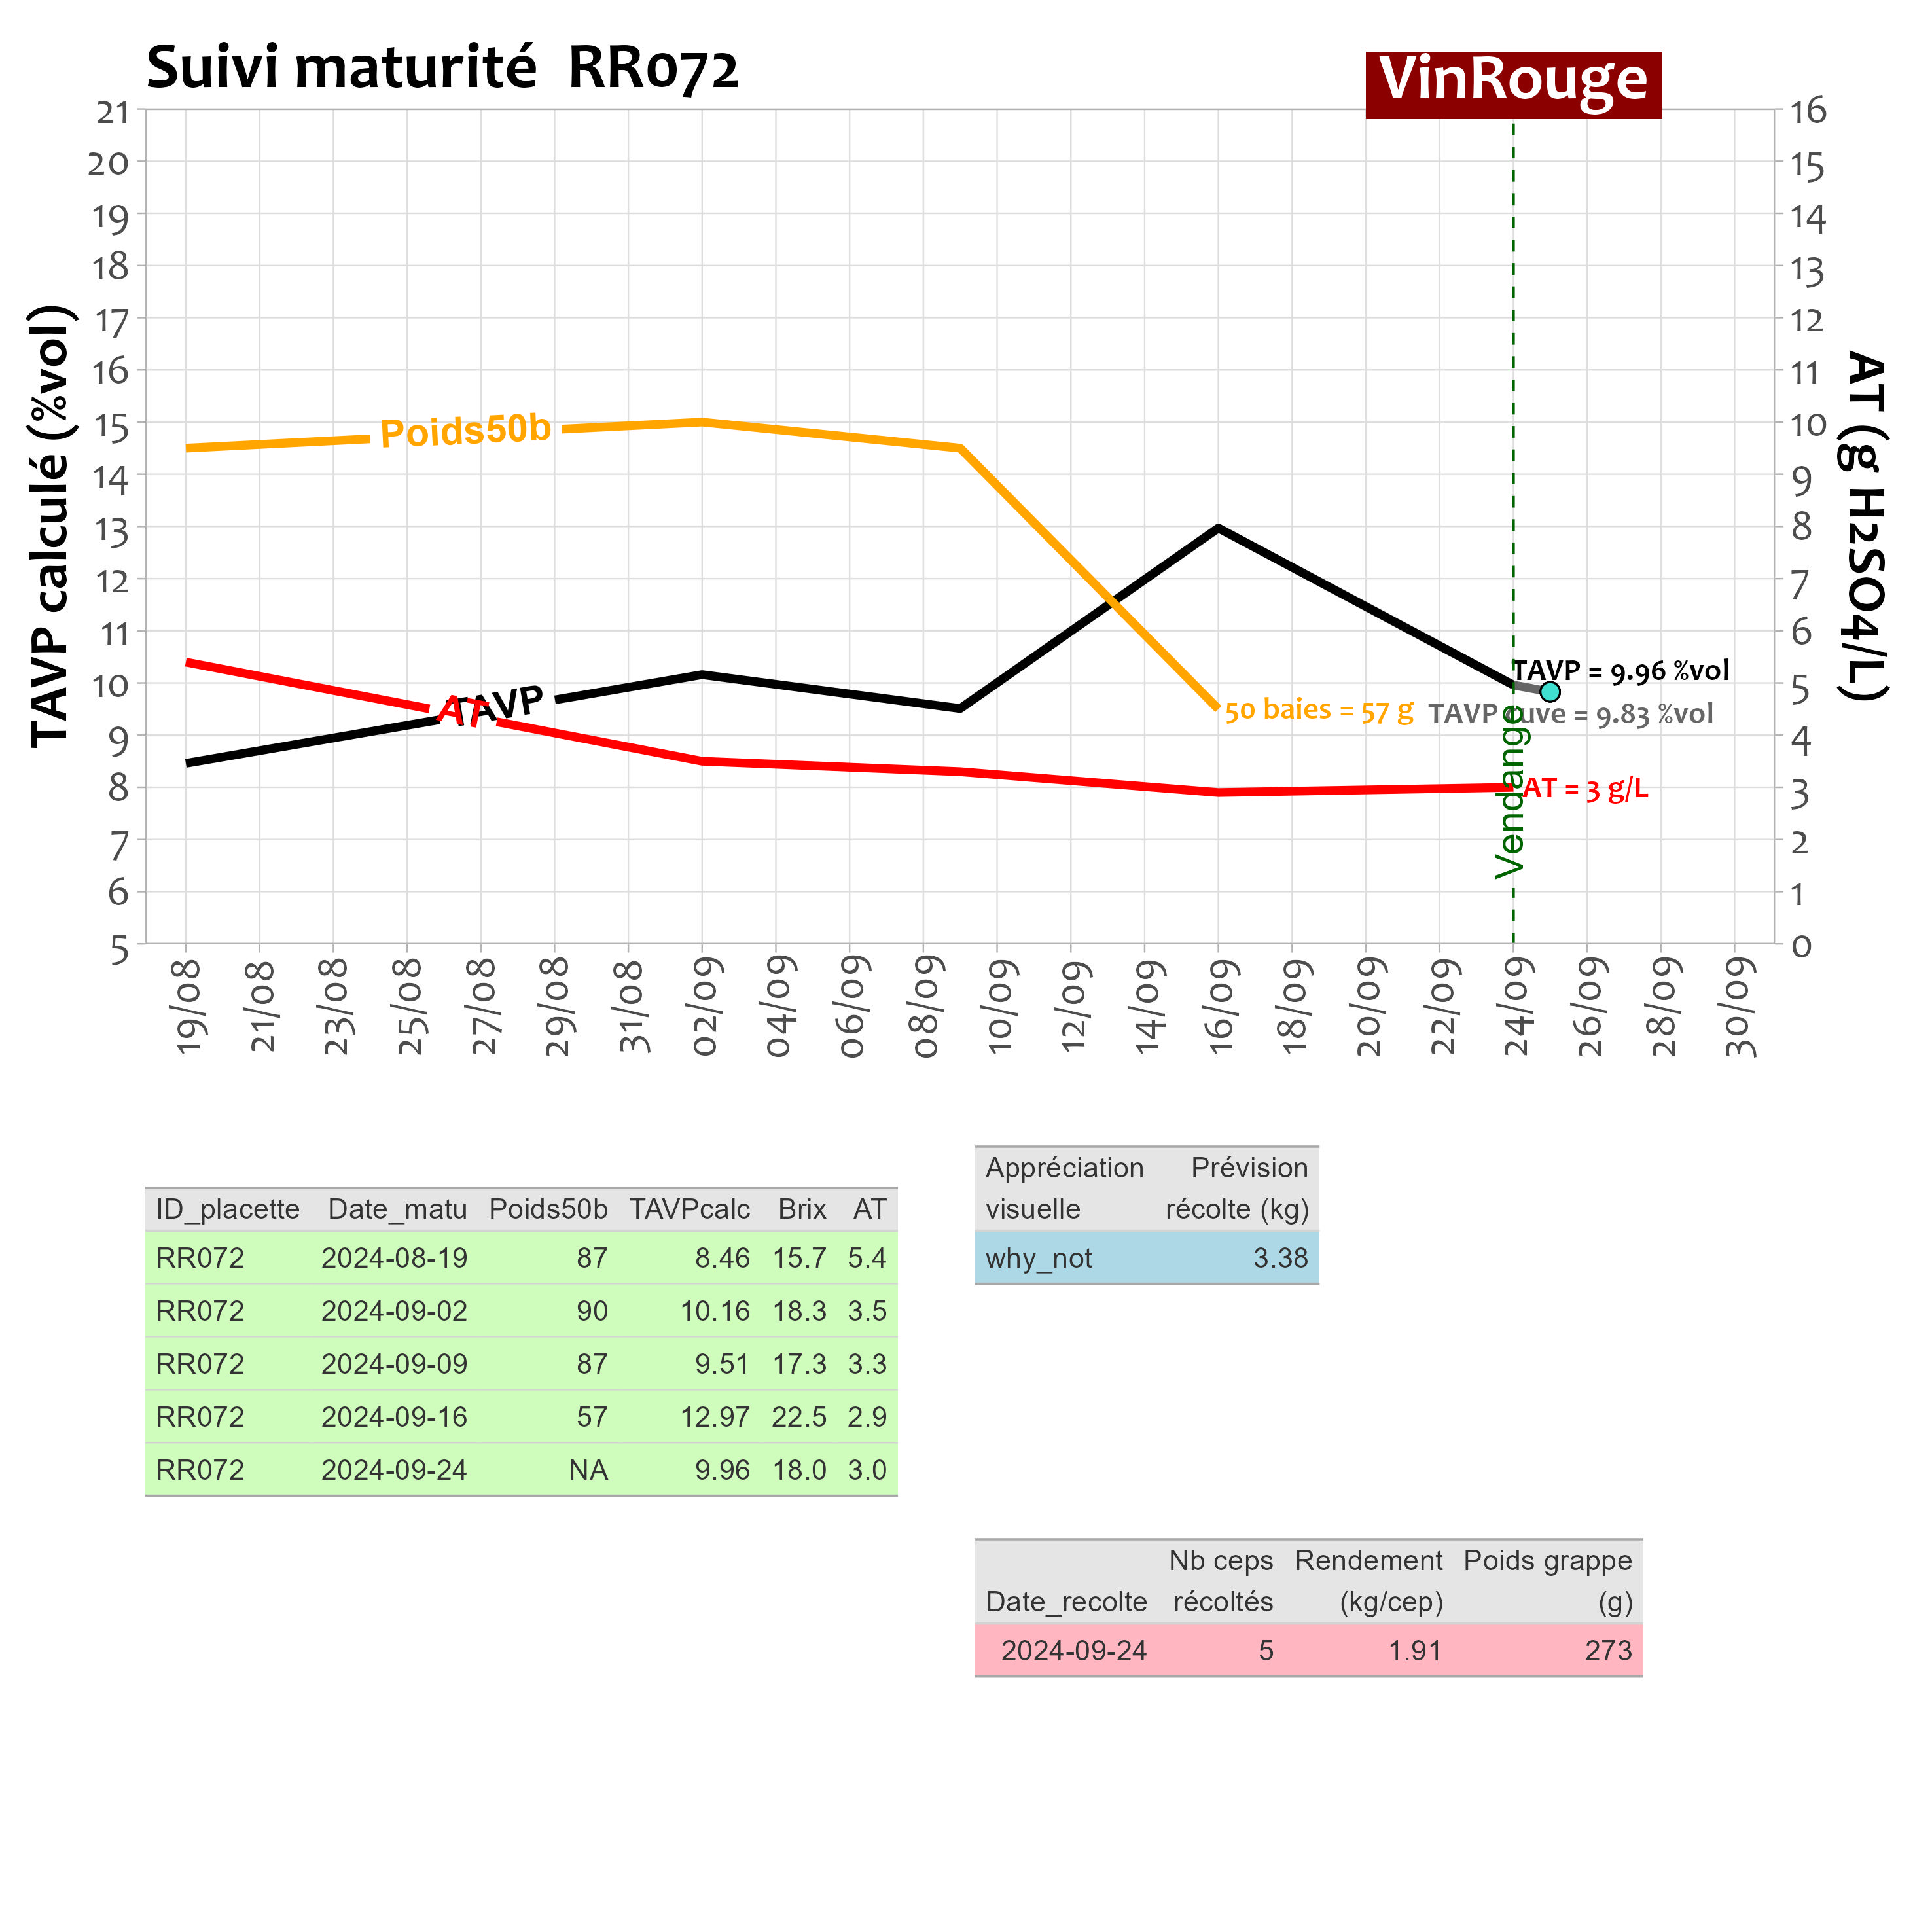 Suivi maturité  RR072
VinRouge
TAVP calculé (%vol)
21
20
19
18
17
16
15
14
13
12
11
10
9
8
7
6
5
AT (g H2SO4/L)
16
15
14
13
12
11
10
9
8
7
6
5
4
3
2
1
0
Poids50b
TAVP
AT
TAVP = 9.96 %vol
50 baies = 57 g
TAVP cuve = 9.83 %vol
AT = 3 g/L
Vendange
19/08
21/08
23/08
25/08
27/08
29/08
31/08
02/09
04/09
06/09
08/09
10/09
12/09
14/09
16/09
18/09
20/09
22/09
24/09
26/09
28/09
30/09
ID_placette Date_matu Poids50b TAVPcalc Brix AT
RR072 2024-08-19 87 8.46 15.7 5.4
RR072 2024-09-02 90 10.16 18.3 3.5
RR072 2024-09-09 87 9.51 17.3 3.3
RR072 2024-09-16 57 12.97 22.5 2.9
RR072 2024-09-24 NA 9.96 18.0 3.0
Appréciation Prévision
visuelle récolte (kg)
why_not 3.38
Nb ceps Rendement Poids grappe
Date_recolte récoltés (kg/cep) (g)
2024-09-24 5 1.91 273